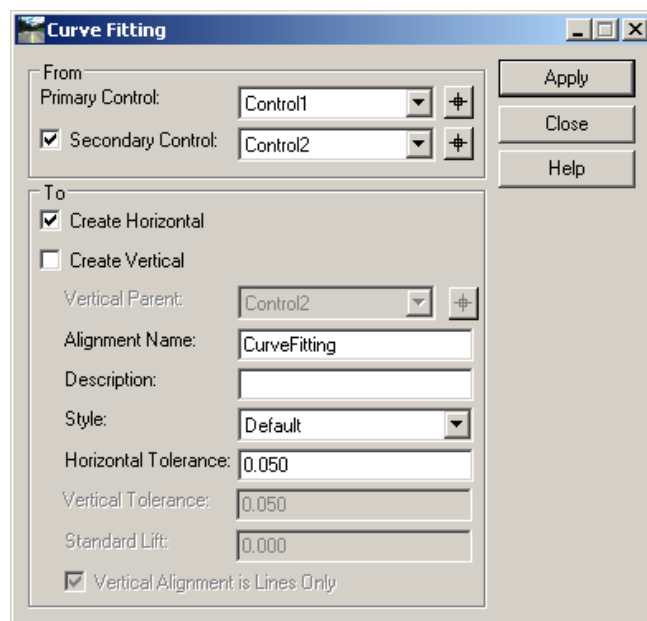 Curve Fitting
From
Primary Control: Control1
Secondary Control: Control2
Apply
Close
Help
To
Create Horizontal
Create Vertical
Vertical Parent: Control2
Alignment Name: CurveFitting
Description:
Style: Default
Horizontal Tolerance: 0.050
Vertical Tolerance: 0.050
Standard Lift: 0.000
Vertical Alignment is Lines Only